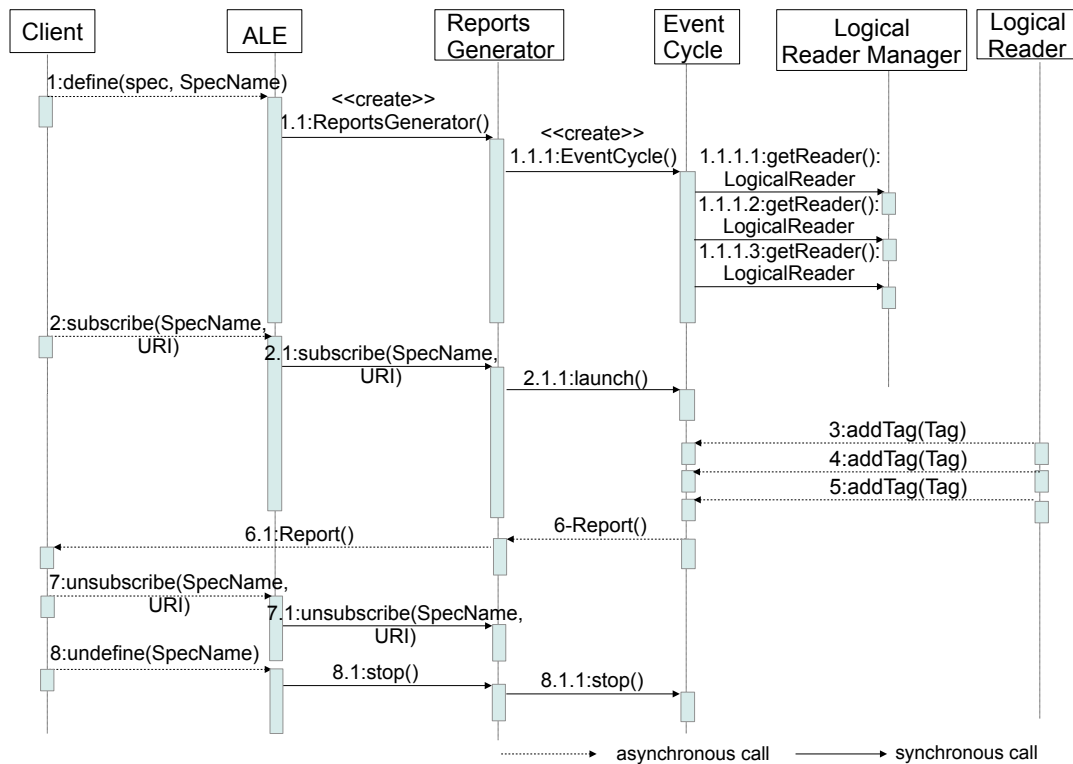 Client
ALE
Reports
Generator
Event
Cycle
Logical
Reader Manager
Logical
Reader
1:define(spec, SpecName)
<<create>>
1.1:ReportsGenerator()
<<create>>
1.1.1:EventCycle()
1.1.1.1:getReader():
LogicalReader
1.1.1.2:getReader():
LogicalReader
1.1.1.3:getReader():
LogicalReader
2:subscribe(SpecName,
URI)
2.1:subscribe(SpecName,
URI)
2.1.1:launch()
3:addTag(Tag)
4:addTag(Tag)
5:addTag(Tag)
6-Report()
6.1:Report()
7:unsubscribe(SpecName,
URI)
7.1:unsubscribe(SpecName,
URI)
8:undefine(SpecName)
8.1:stop()
8.1.1:stop()
asynchronous call
synchronous call